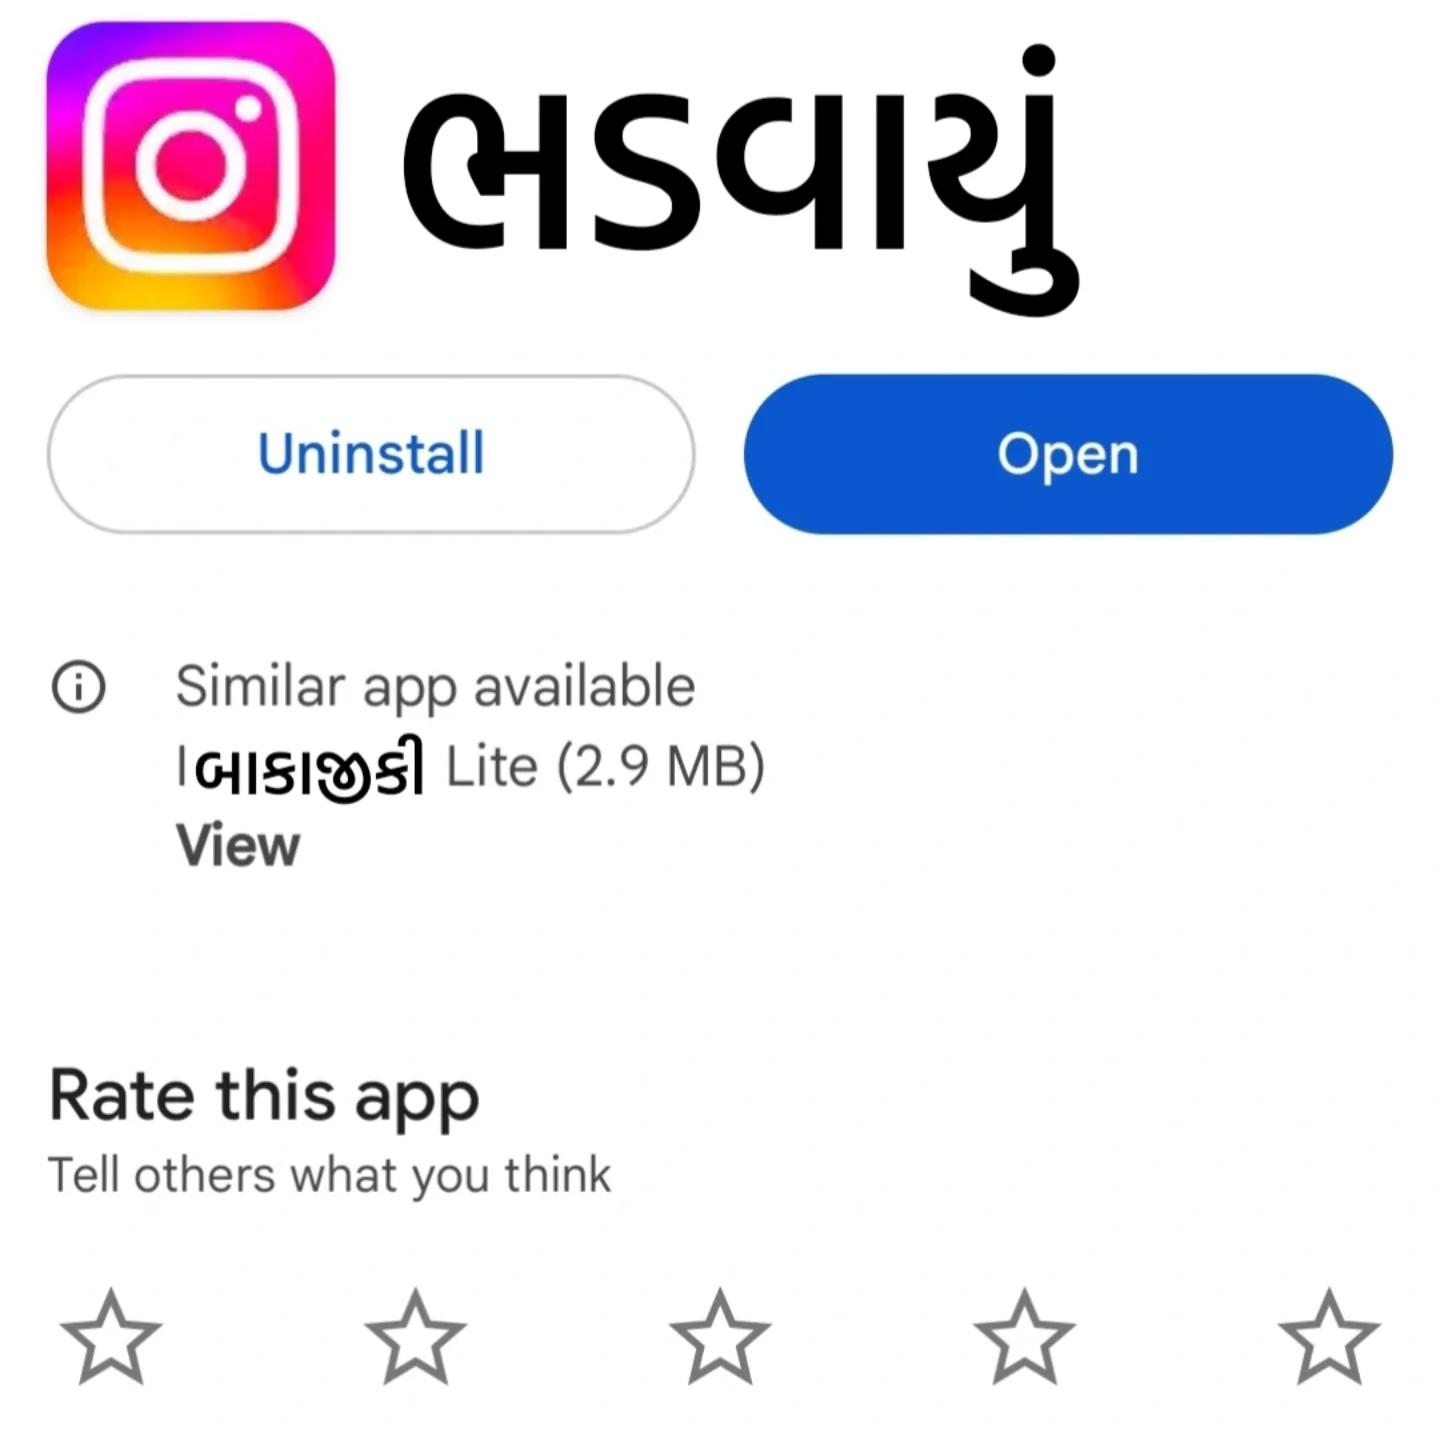 ભડવાયું
Uninstall
Open
Similar app available
Iબાકાજીકી Lite (2.9 MB)
View
Rate this app
Tell others what you think